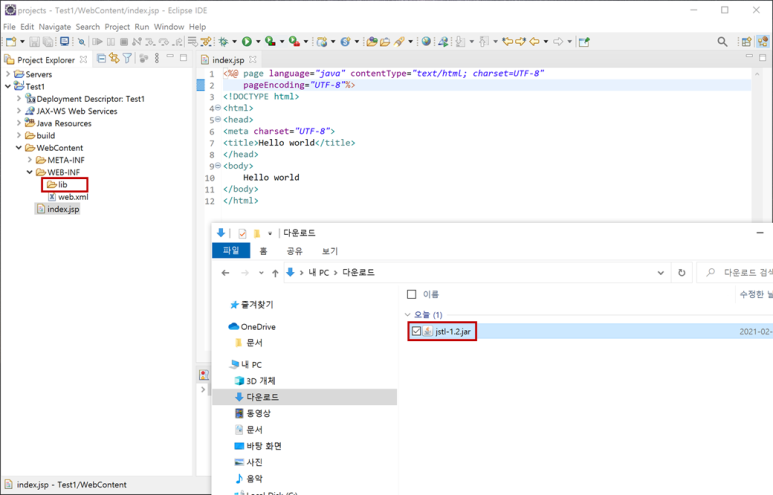 projects - Test1/WebContent/index.jsp - Eclipse IDE
File Edit Navigate Search Project Run Window Help
Project Explorer
index.jsp
Servers
Test1
Deployment Descriptor: Test1
JAX-WS Web Services
Java Resources
build
WebContent
META-INF
WEB-INF
lib
web.xml
index.jsp
1 <%@ page language="java" contentType="text/html; charset=UTF-8"
2 pageEncoding="UTF-8"%>
3 <!DOCTYPE html>
4 <html>
5 <head>
6 <meta charset="UTF-8">
7 <title>Hello world</title>
8 </head>
9 <body>
10 Hello world
11 </body>
12 </html>
다운로드
파일 홈 공유 보기
내 PC > 다운로드
다운로드 검색
이름
수정한 날
즐겨찾기
OneDrive
문서
내 PC
3D 개체
다운로드
동영상
문서
바탕 화면
사진
음악
오늘 (1)
jstl-1.2.jar
2021-02-
index.jsp - Test1/WebContent